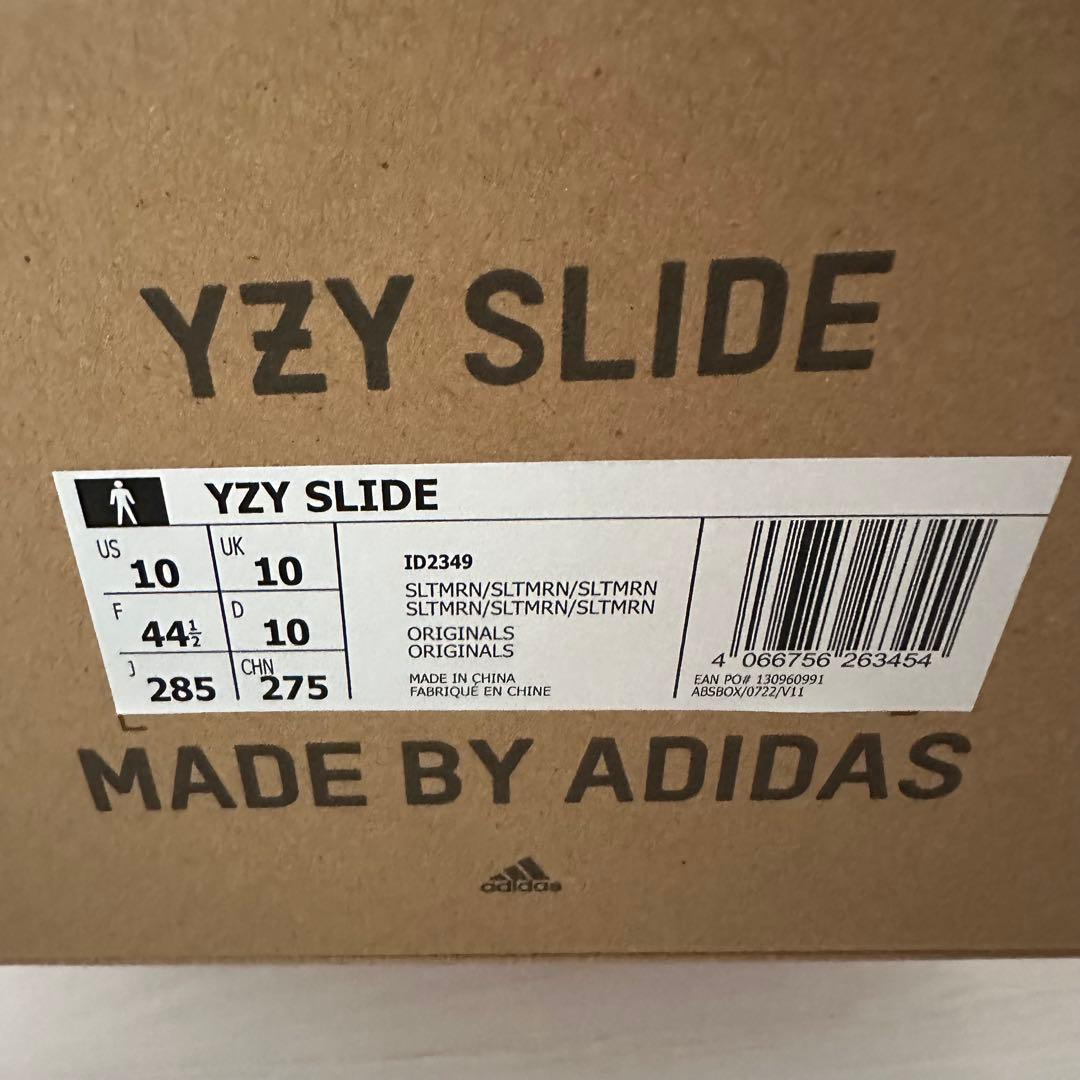 YZY SLIDE
YZY SLIDE
US 10 UK 10
F 44½ D 10
J 285 CHN 275
ID2349
SLTMRN/SLTMRN/SLTMRN
SLTMRN/SLTMRN/SLTMRN
ORIGINALS
ORIGINALS
MADE IN CHINA
FABRIQUÉ EN CHINE
4 066756 263454
EAN PO# 130960991
ABSBOX/0722/V11
MADE BY ADIDAS
adidas